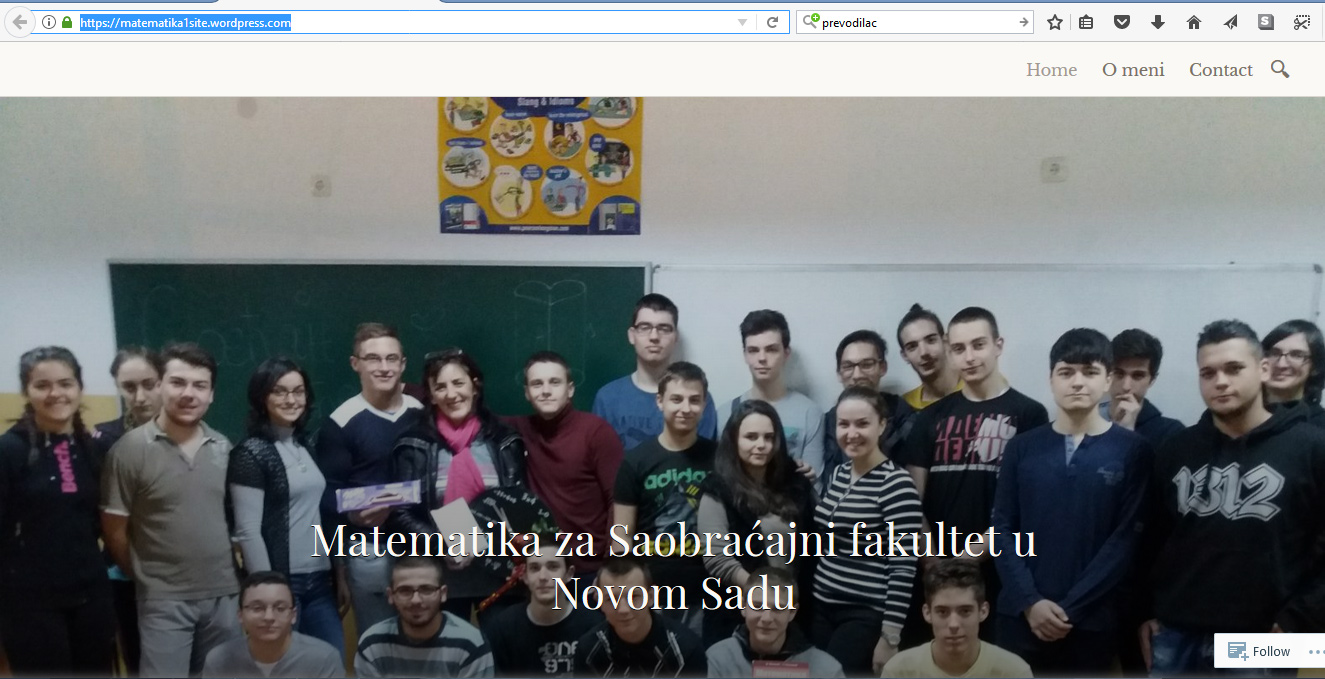 https://matematika1site.wordpress.com
prevodilac
Home
O meni
Contact
Slang & Idioms
Bench
adidas
1312
Matematika za Saobraćajni fakultet u
Novom Sadu
Follow